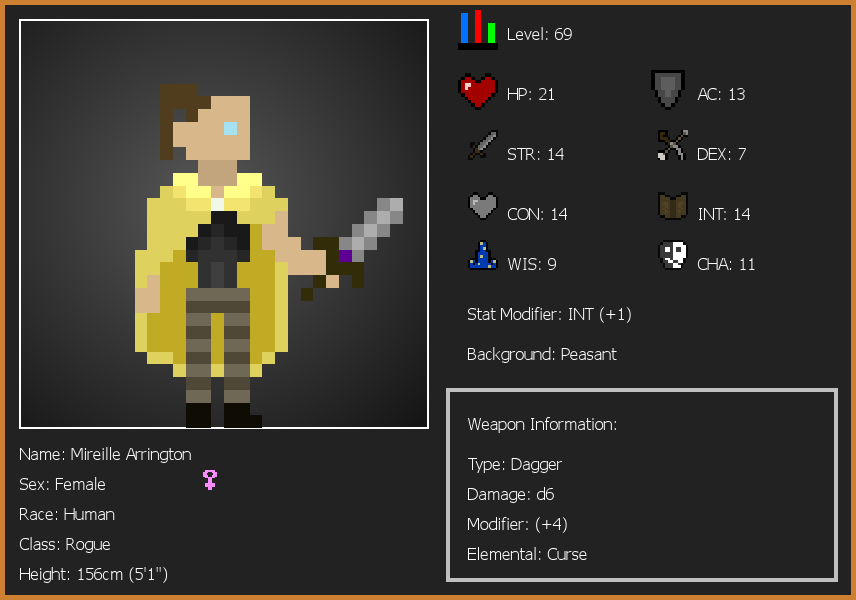 Level: 69
HP: 21
AC: 13
STR: 14
DEX: 7
CON: 14
INT: 14
WIS: 9
CHA: 11
Stat Modifier: INT (+1)
Background: Peasant
Weapon Information:
Type: Dagger
Damage: d6
Modifier: (+4)
Elemental: Curse
Name: Mireille Arrington
Sex: Female
Race: Human
Class: Rogue
Height: 156cm (5'1")